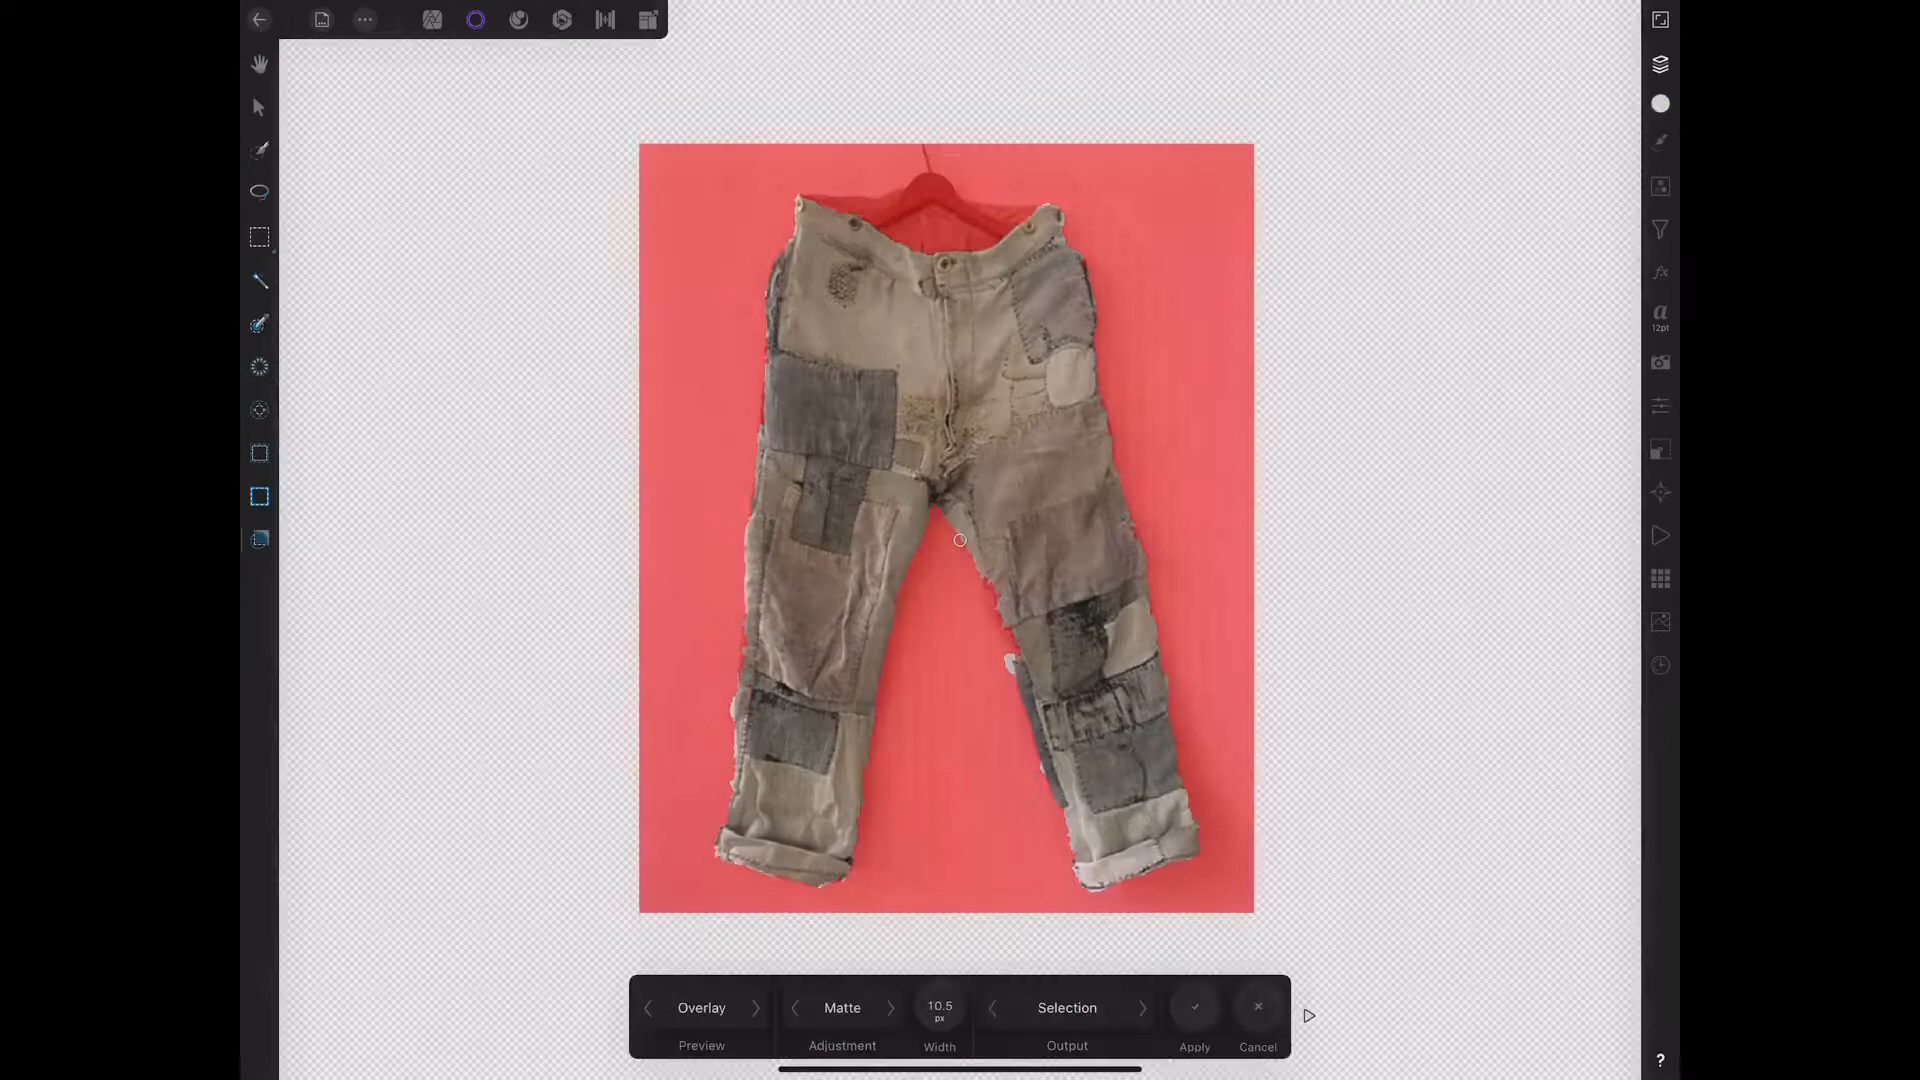 a
12pt
Overlay
Matte
10.5
px
Selection
Preview
Adjustment
Width
Output
Apply
Cancel
?